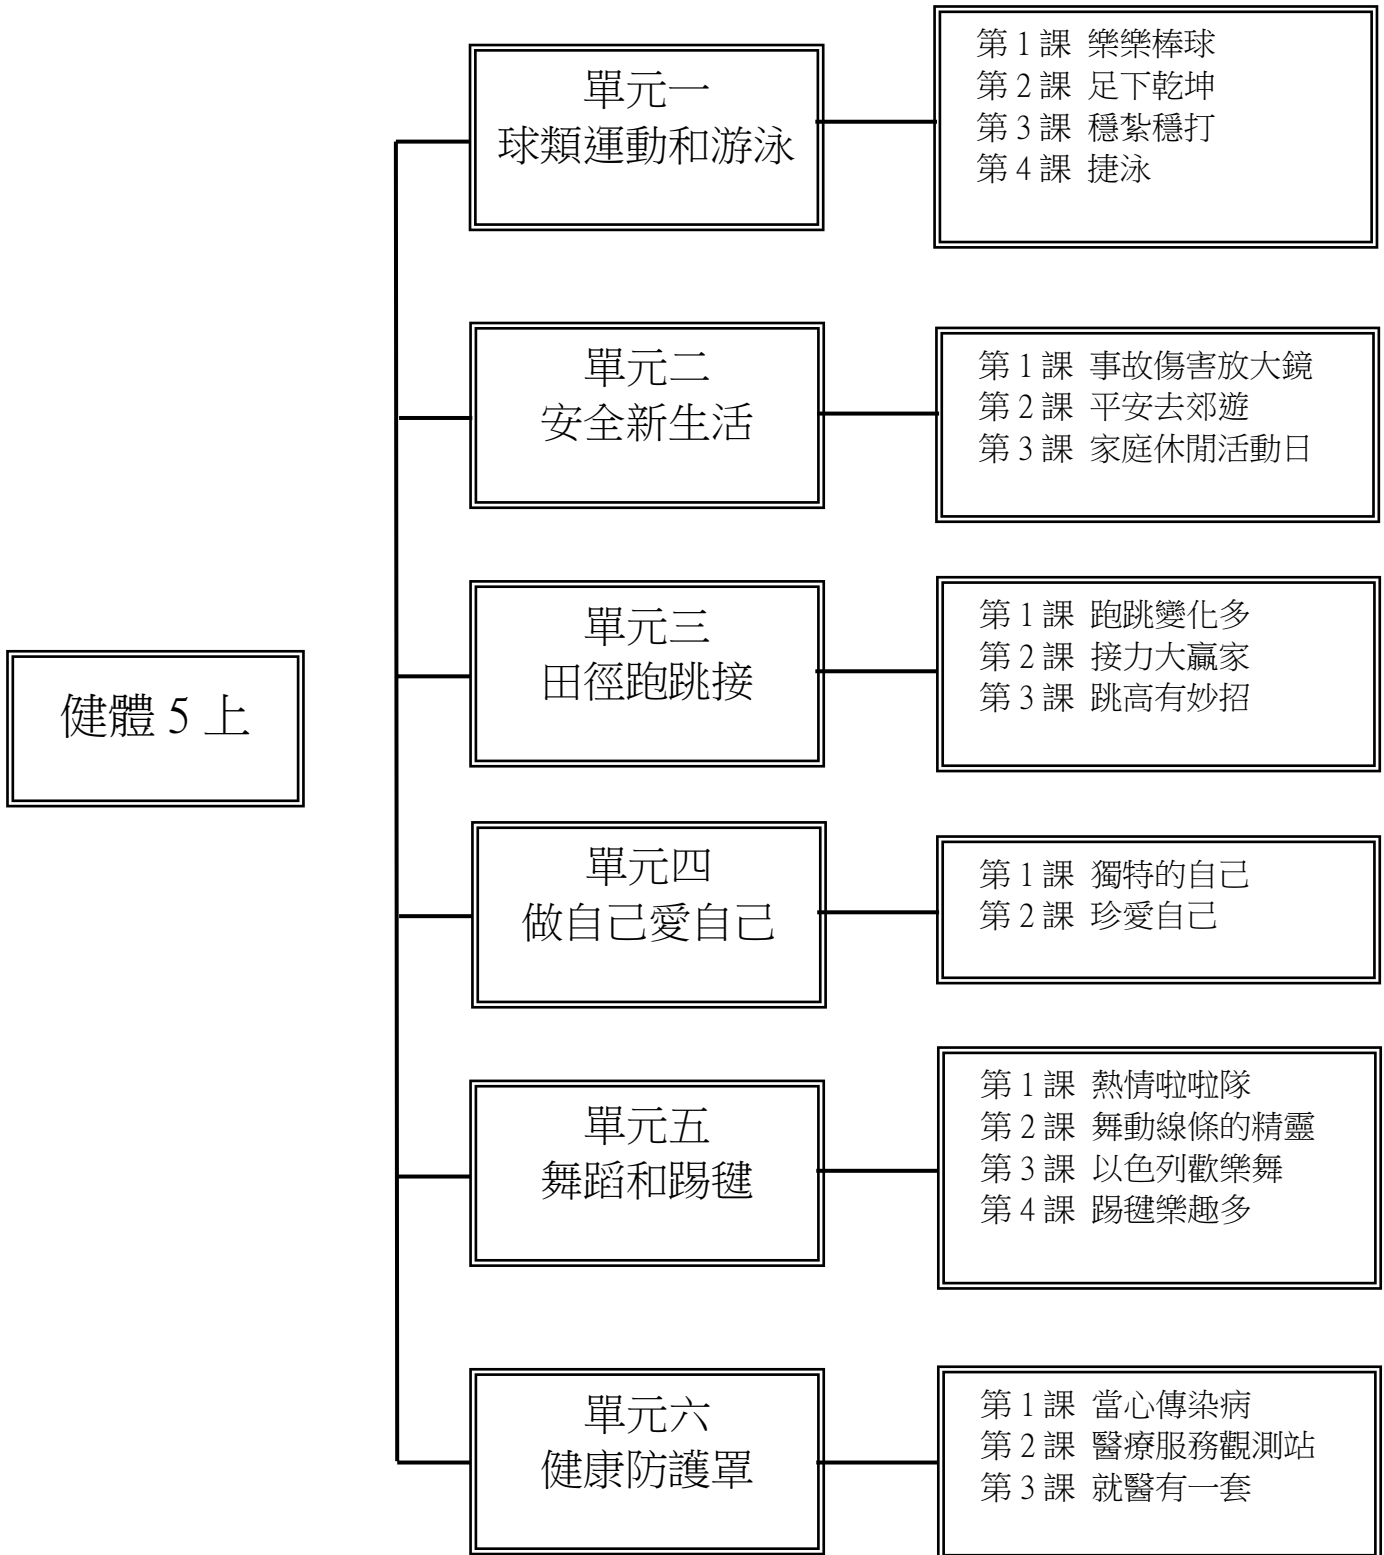 健體 5 上
單元一
球類運動和游泳
第 1 課 樂樂棒球
第 2 課 足下乾坤
第 3 課 穩紮穩打
第 4 課 捷泳
單元二
安全新生活
第 1 課 事故傷害放大鏡
第 2 課 平安去郊遊
第 3 課 家庭休閒活動日
單元三
田徑跑跳接
第 1 課 跑跳變化多
第 2 課 接力大贏家
第 3 課 跳高有妙招
單元四
做自己愛自己
第 1 課 獨特的自己
第 2 課 珍愛自己
單元五
舞蹈和踢毽
第 1 課 熱情啦啦隊
第 2 課 舞動線條的精靈
第 3 課 以色列歡樂舞
第 4 課 踢毽樂趣多
單元六
健康防護罩
第 1 課 當心傳染病
第 2 課 醫療服務觀測站
第 3 課 就醫有一套